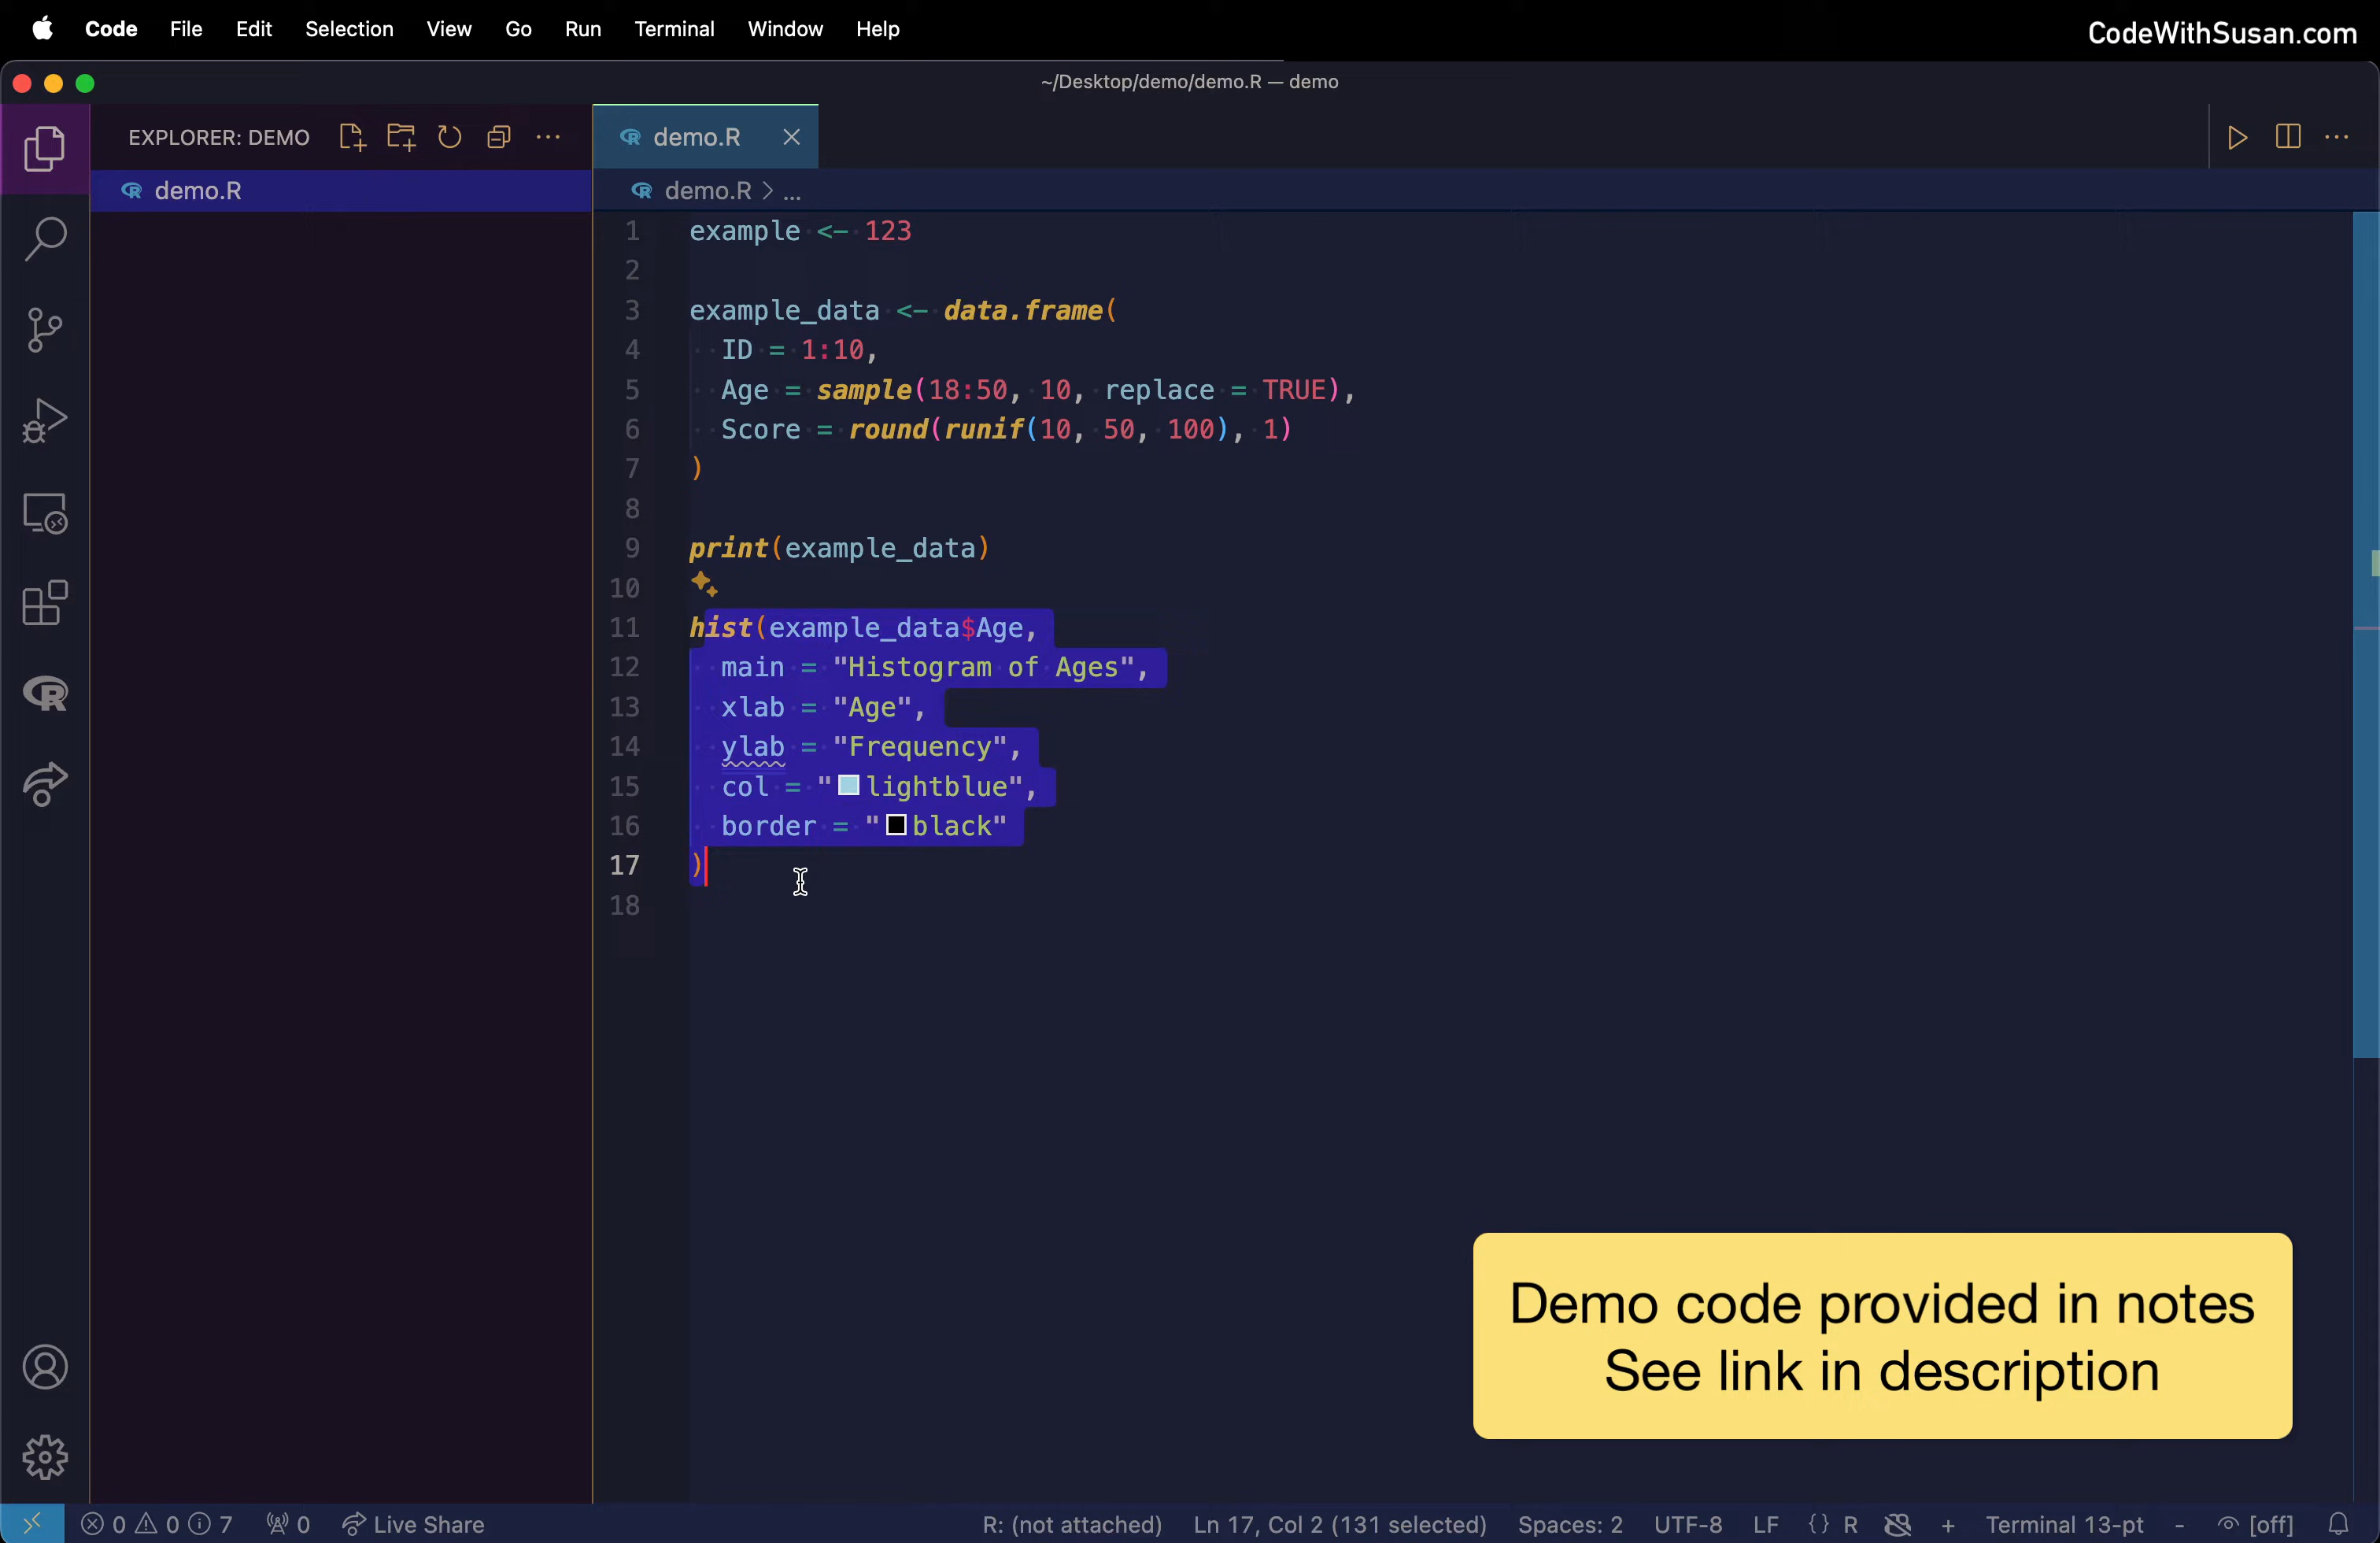 Code File Edit Selection View Go Run Terminal Window Help
CodeWithSusan.com
~/Desktop/demo/demo.R — demo
EXPLORER: DEMO
demo.R
demo.R
demo.R > ...
1 example <- 123
2
3 example_data <- data.frame(
4 ID = 1:10,
5 Age = sample(18:50, 10, replace = TRUE),
6 Score = round(runif(10, 50, 100), 1)
7 )
8
9 print(example_data)
10
11 hist(example_data$Age,
12 main = "Histogram of Ages",
13 xlab = "Age",
14 ylab = "Frequency",
15 col = "lightblue",
16 border = "black"
17 )
18
Demo code provided in notes
See link in description
0 0 7 0 Live Share R: (not attached) Ln 17, Col 2 (131 selected) Spaces: 2 UTF-8 LF {} R + Terminal 13-pt - [off]